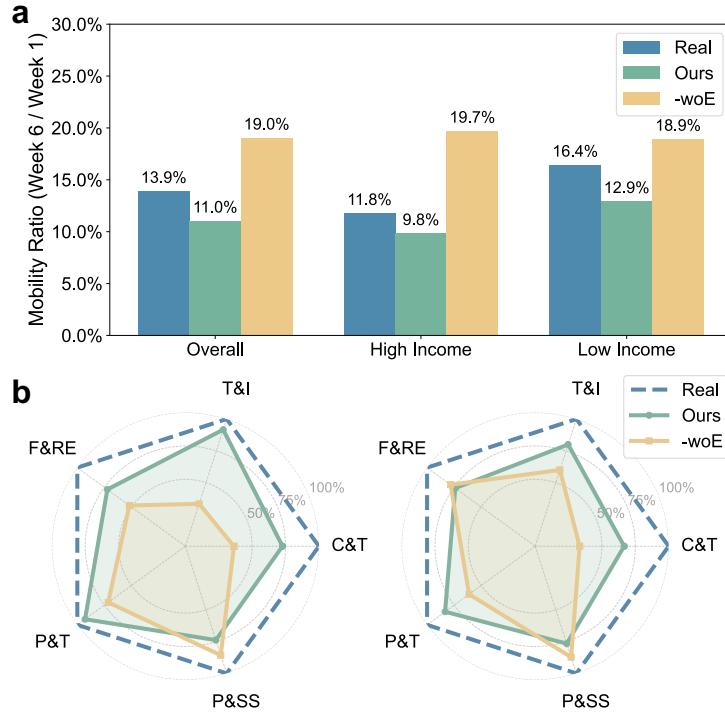 a
Mobility Ratio (Week 6 / Week 1)
30.0%
25.0%
20.0%
15.0%
10.0%
5.0%
0.0%
Real
Ours
-woE
13.9%
11.0%
19.0%
11.8%
9.8%
19.7%
16.4%
12.9%
18.9%
Overall
High Income
Low Income
b
T&I
F&RE
C&T
P&T
P&SS
50%
75%
100%
T&I
F&RE
C&T
P&T
P&SS
50%
75%
100%
Real
Ours
-woE